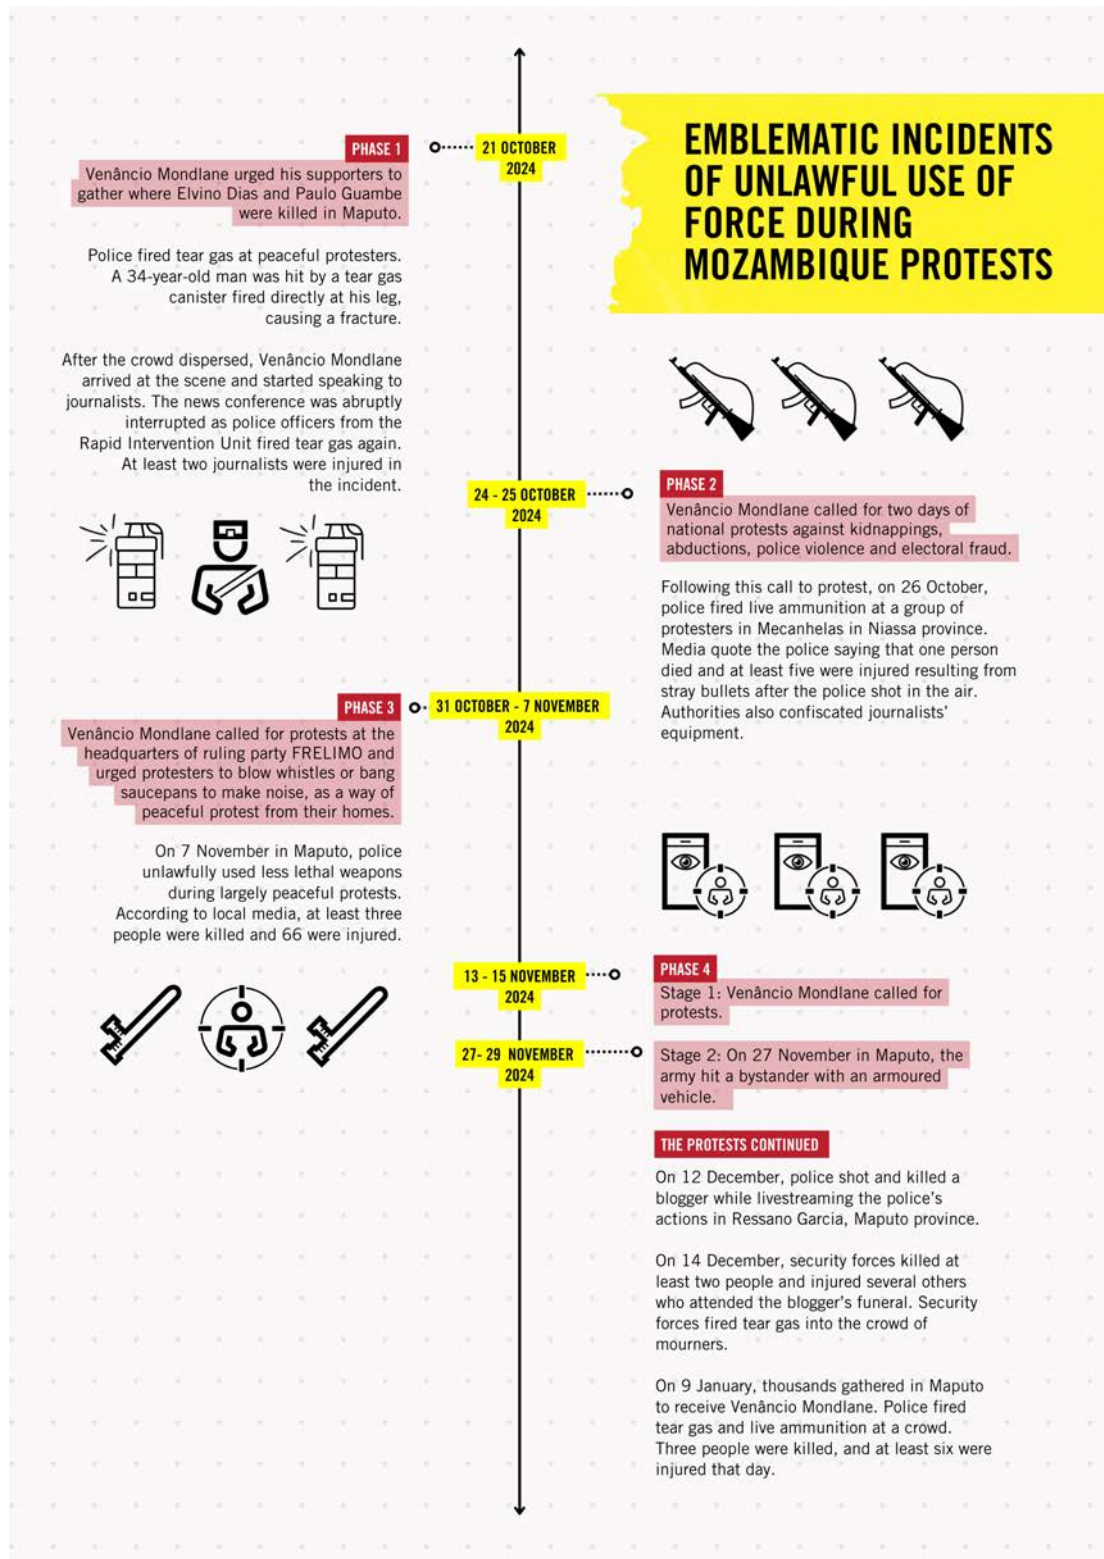 EMBLEMATIC INCIDENTS
OF UNLAWFUL USE OF
FORCE DURING
MOZAMBIQUE PROTESTS
21 OCTOBER
2024
PHASE 1
Venâncio Mondlane urged his supporters to
gather where Elvino Dias and Paulo Guambe
were killed in Maputo.
Police fired tear gas at peaceful protesters.
A 34-year-old man was hit by a tear gas
canister fired directly at his leg,
causing a fracture.
After the crowd dispersed, Venâncio Mondlane
arrived at the scene and started speaking to
journalists. The news conference was abruptly
interrupted as police officers from the
Rapid Intervention Unit fired tear gas again.
At least two journalists were injured in
the incident.
24 - 25 OCTOBER
2024
PHASE 2
Venâncio Mondlane called for two days of
national protests against kidnappings,
abductions, police violence and electoral fraud.
Following this call to protest, on 26 October,
police fired live ammunition at a group of
protesters in Mecanhelas in Niassa province.
Media quote the police saying that one person
died and at least five were injured resulting from
stray bullets after the police shot in the air.
Authorities also confiscated journalists'
equipment.
31 OCTOBER - 7 NOVEMBER
2024
PHASE 3
Venâncio Mondlane called for protests at the
headquarters of ruling party FRELIMO and
urged protesters to blow whistles or bang
saucepans to make noise, as a way of
peaceful protest from their homes.
On 7 November in Maputo, police
unlawfully used less lethal weapons
during largely peaceful protests.
According to local media, at least three
people were killed and 66 were injured.
13 - 15 NOVEMBER
2024
PHASE 4
Stage 1: Venâncio Mondlane called for
protests.
27- 29 NOVEMBER
2024
Stage 2: On 27 November in Maputo, the
army hit a bystander with an armoured
vehicle.
THE PROTESTS CONTINUED
On 12 December, police shot and killed a
blogger while livestreaming the police's
actions in Ressano Garcia, Maputo province.
On 14 December, security forces killed at
least two people and injured several others
who attended the blogger's funeral. Security
forces fired tear gas into the crowd of
mourners.
On 9 January, thousands gathered in Maputo
to receive Venâncio Mondlane. Police fired
tear gas and live ammunition at a crowd.
Three people were killed, and at least six were
injured that day.